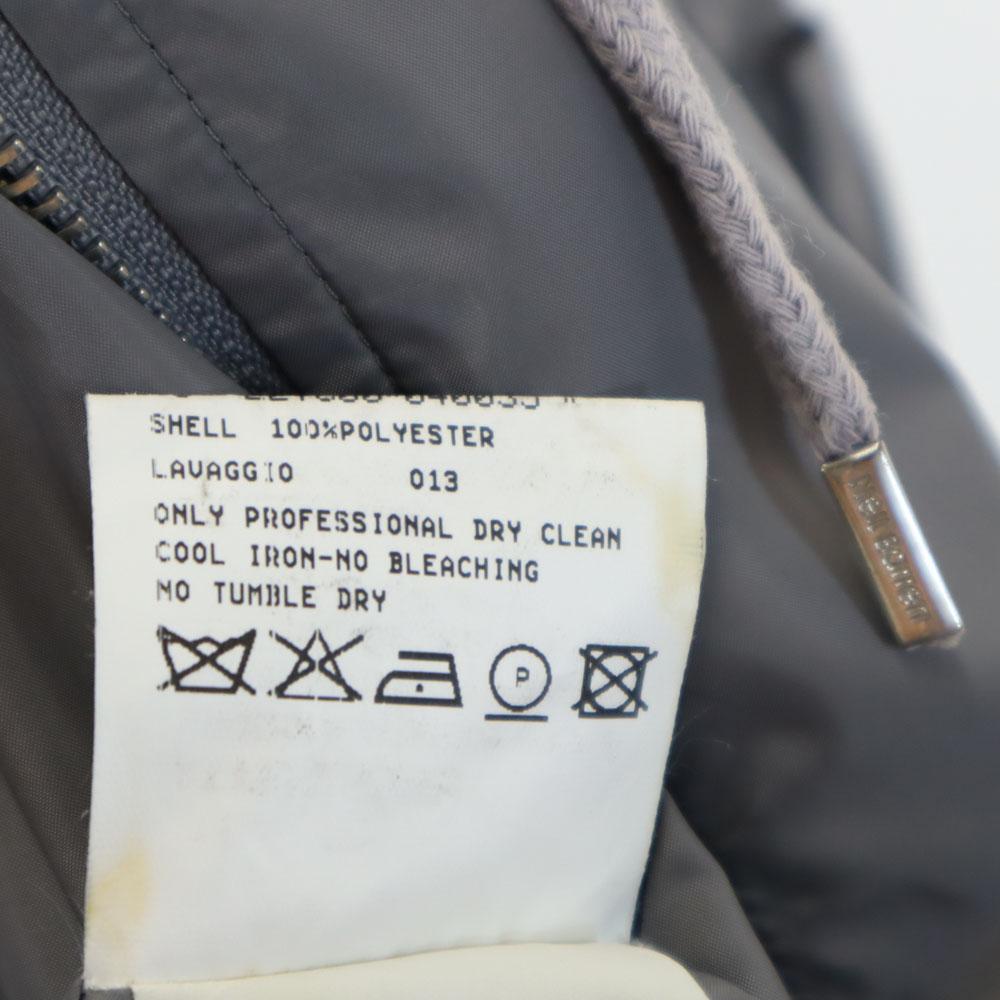 SHELL 100%POLYESTER
LAVAGGIO 013
ONLY PROFESSIONAL DRY CLEAN
COOL IRON-NO BLEACHING
NO TUMBLE DRY
P